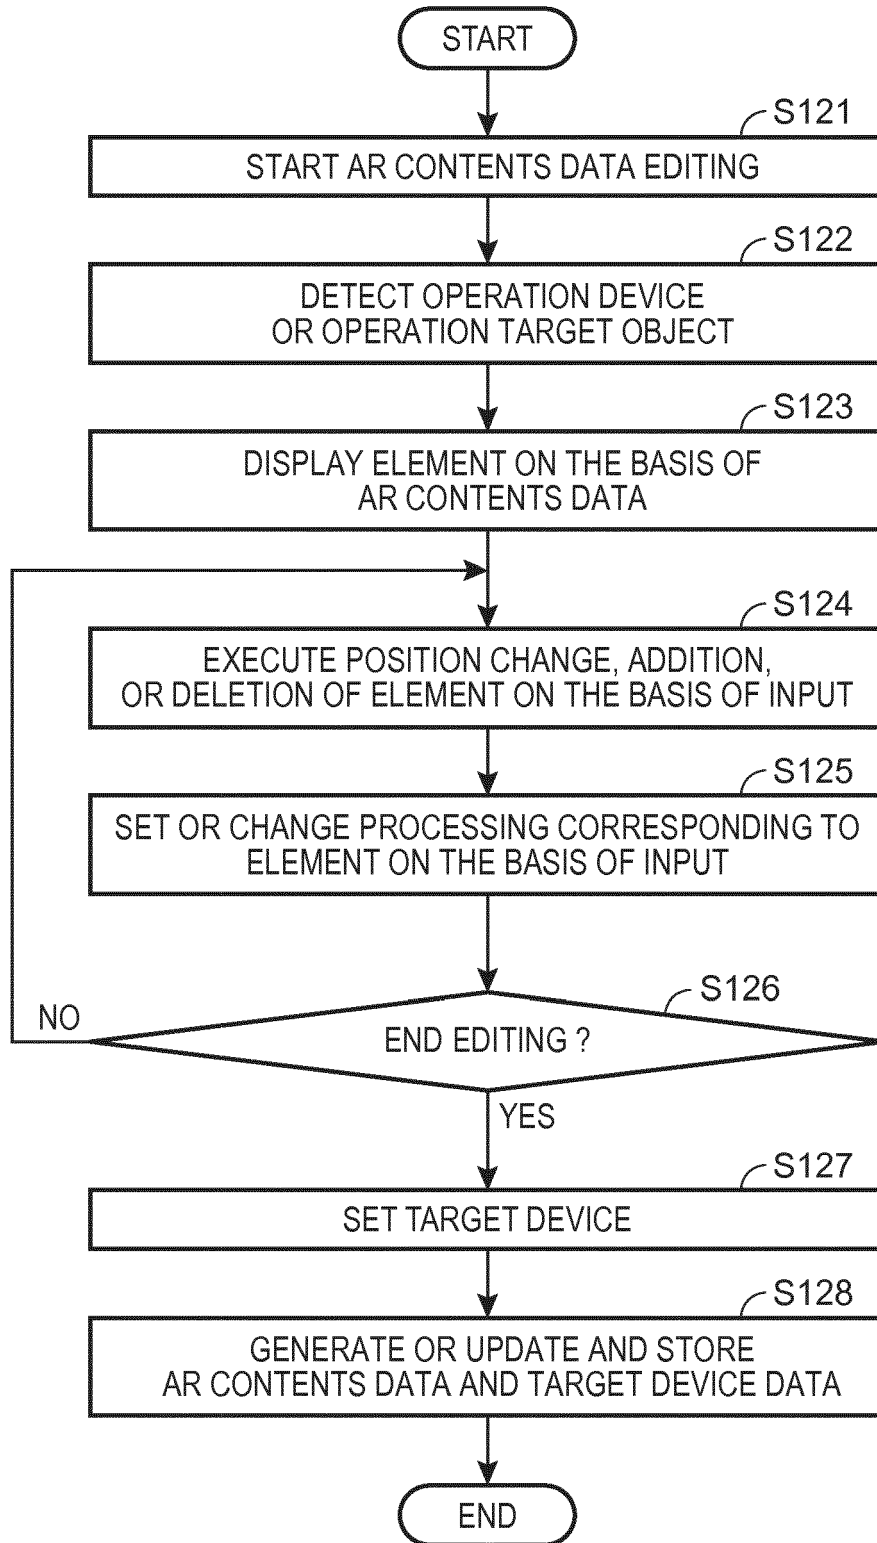 START
S121
START AR CONTENTS DATA EDITING
S122
DETECT OPERATION DEVICE
OR OPERATION TARGET OBJECT
S123
DISPLAY ELEMENT ON THE BASIS OF
AR CONTENTS DATA
S124
EXECUTE POSITION CHANGE, ADDITION,
OR DELETION OF ELEMENT ON THE BASIS OF INPUT
S125
SET OR CHANGE PROCESSING CORRESPONDING TO
ELEMENT ON THE BASIS OF INPUT
S126
NO
END EDITING ?
YES
S127
SET TARGET DEVICE
S128
GENERATE OR UPDATE AND STORE
AR CONTENTS DATA AND TARGET DEVICE DATA
END